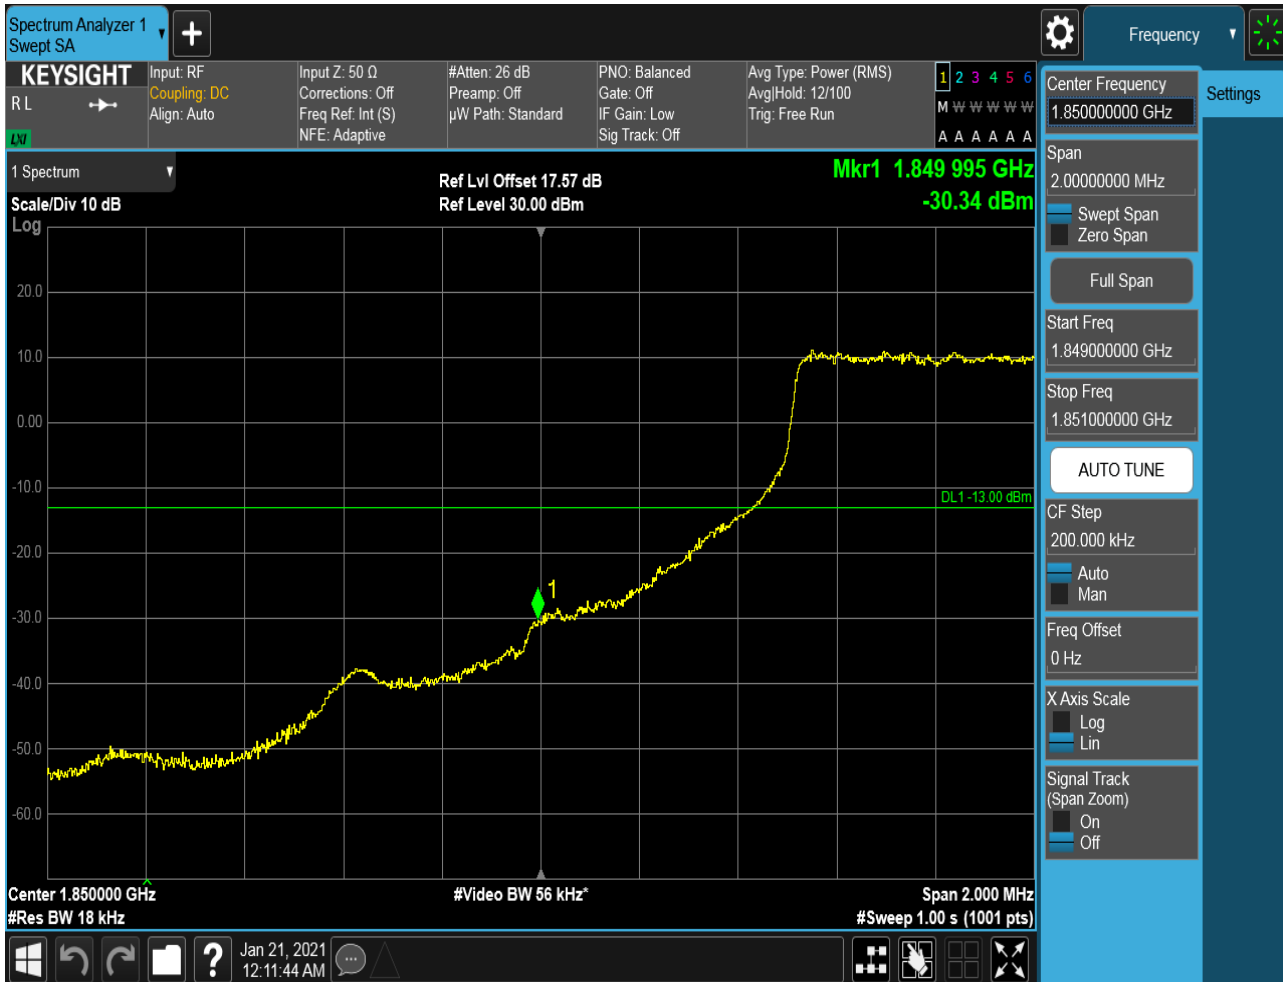 Spectrum Analyzer 1
Swept SA
Frequency
KEYSIGHT
R L
LXI
Input: RF
Coupling: DC
Align: Auto
Input Z: 50 Ω
Corrections: Off
Freq Ref: Int (S)
NFE: Adaptive
#Atten: 26 dB
Preamp: Off
µW Path: Standard
PNO: Balanced
Gate: Off
IF Gain: Low
Sig Track: Off
Avg Type: Power (RMS)
Avg|Hold: 12/100
Trig: Free Run
1 2 3 4 5 6
M W W W W W
A A A A A A
1 Spectrum
Scale/Div 10 dB
Log
Ref Lvl Offset 17.57 dB
Ref Level 30.00 dBm
Mkr1 1.849 995 GHz
-30.34 dBm
20.0
10.0
0.00
-10.0
DL1 -13.00 dBm
-20.0
1
-30.0
-40.0
-50.0
-60.0
Center 1.850000 GHz
#Video BW 56 kHz*
Span 2.000 MHz
#Res BW 18 kHz
#Sweep 1.00 s (1001 pts)
?
Jan 21, 2021
12:11:44 AM
Center Frequency
1.850000000 GHz
Settings
Span
2.00000000 MHz
Swept Span
Zero Span
Full Span
Start Freq
1.849000000 GHz
Stop Freq
1.851000000 GHz
AUTO TUNE
CF Step
200.000 kHz
Auto
Man
Freq Offset
0 Hz
X Axis Scale
Log
Lin
Signal Track
(Span Zoom)
On
Off